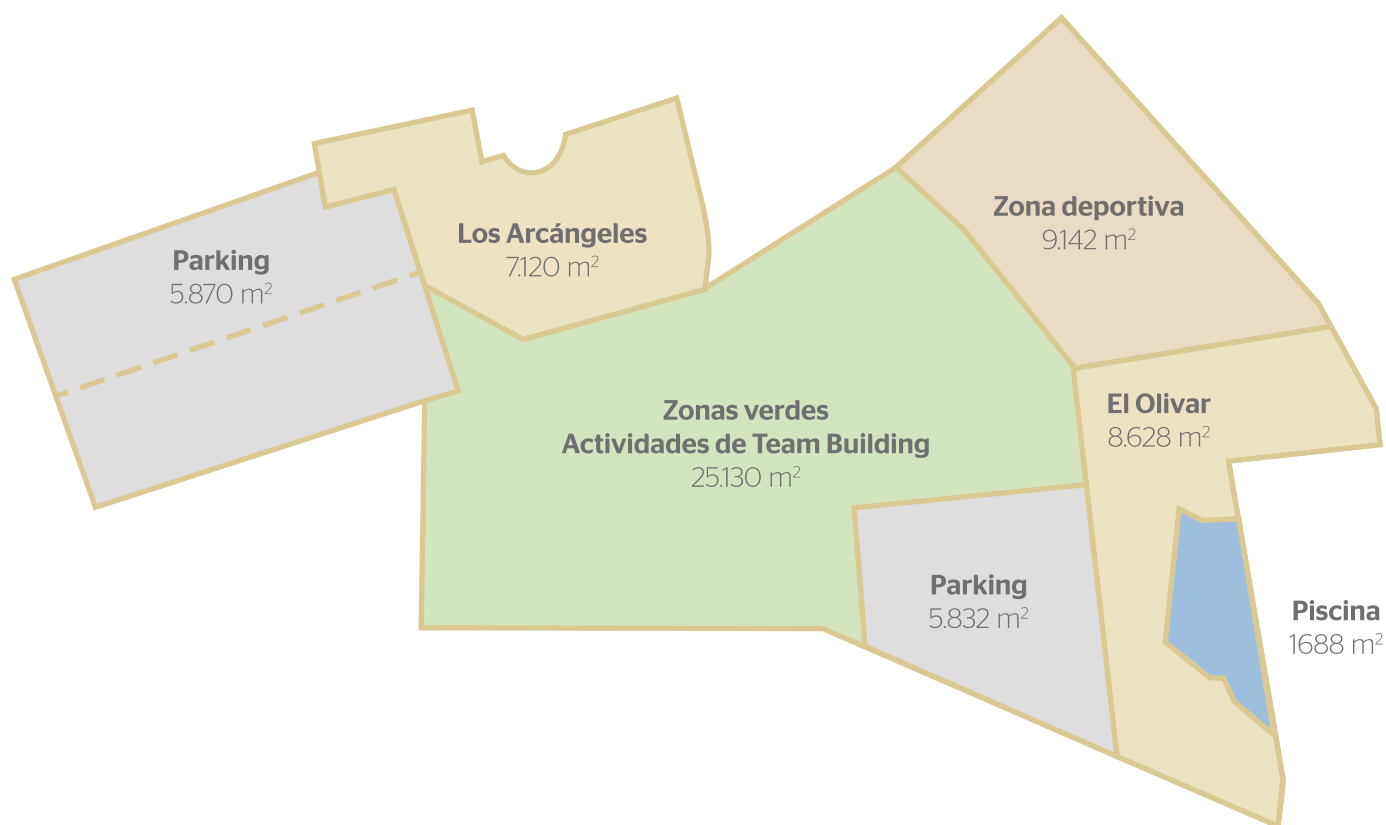 Parking
5.870 m²
Los Arcángeles
7.120 m²
Zona deportiva
9.142 m²
Zonas verdes
Actividades de Team Building
25.130 m²
El Olivar
8.628 m²
Parking
5.832 m²
Piscina
1688 m²